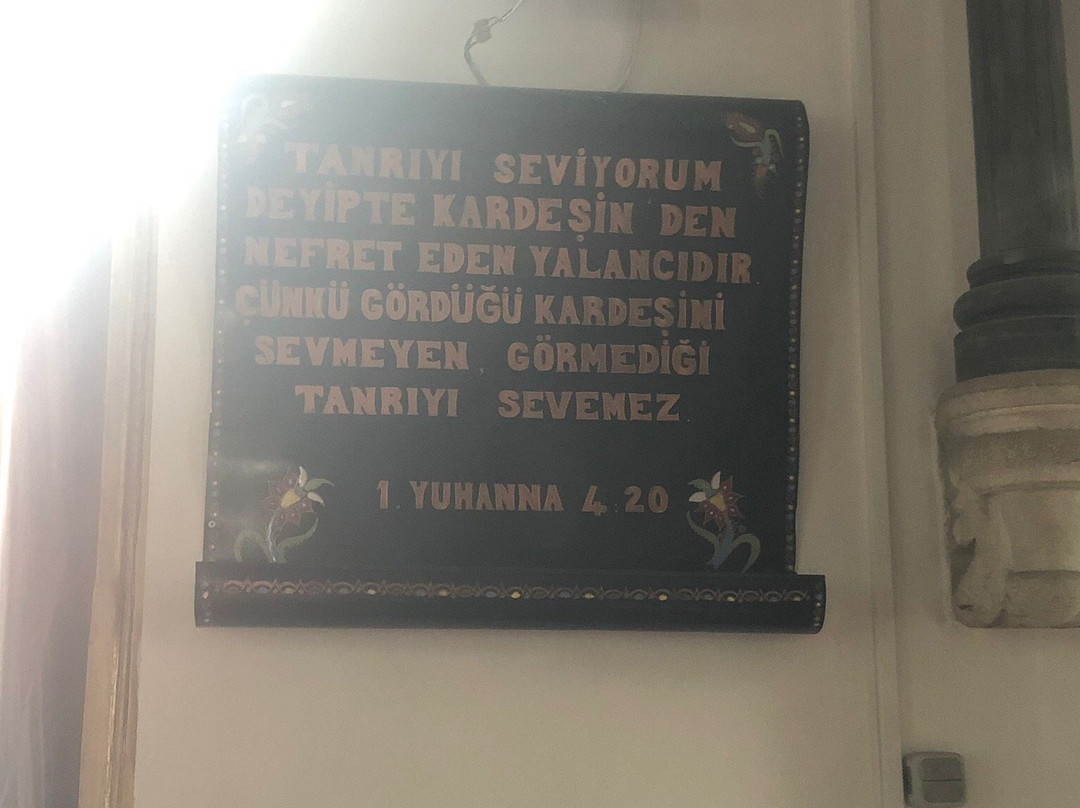 TANRIYI SEVİYORUM
DEYİPTE KARDEŞİN DEN
NEFRET EDEN YALANCIDIR.
ÇÜNKÜ GÖRDÜĞÜ KARDEŞİNİ
SEVMEYEN, GÖRMEDİĞİ
TANRIYI SEVEMEZ.
1. YUHANNA 4:20